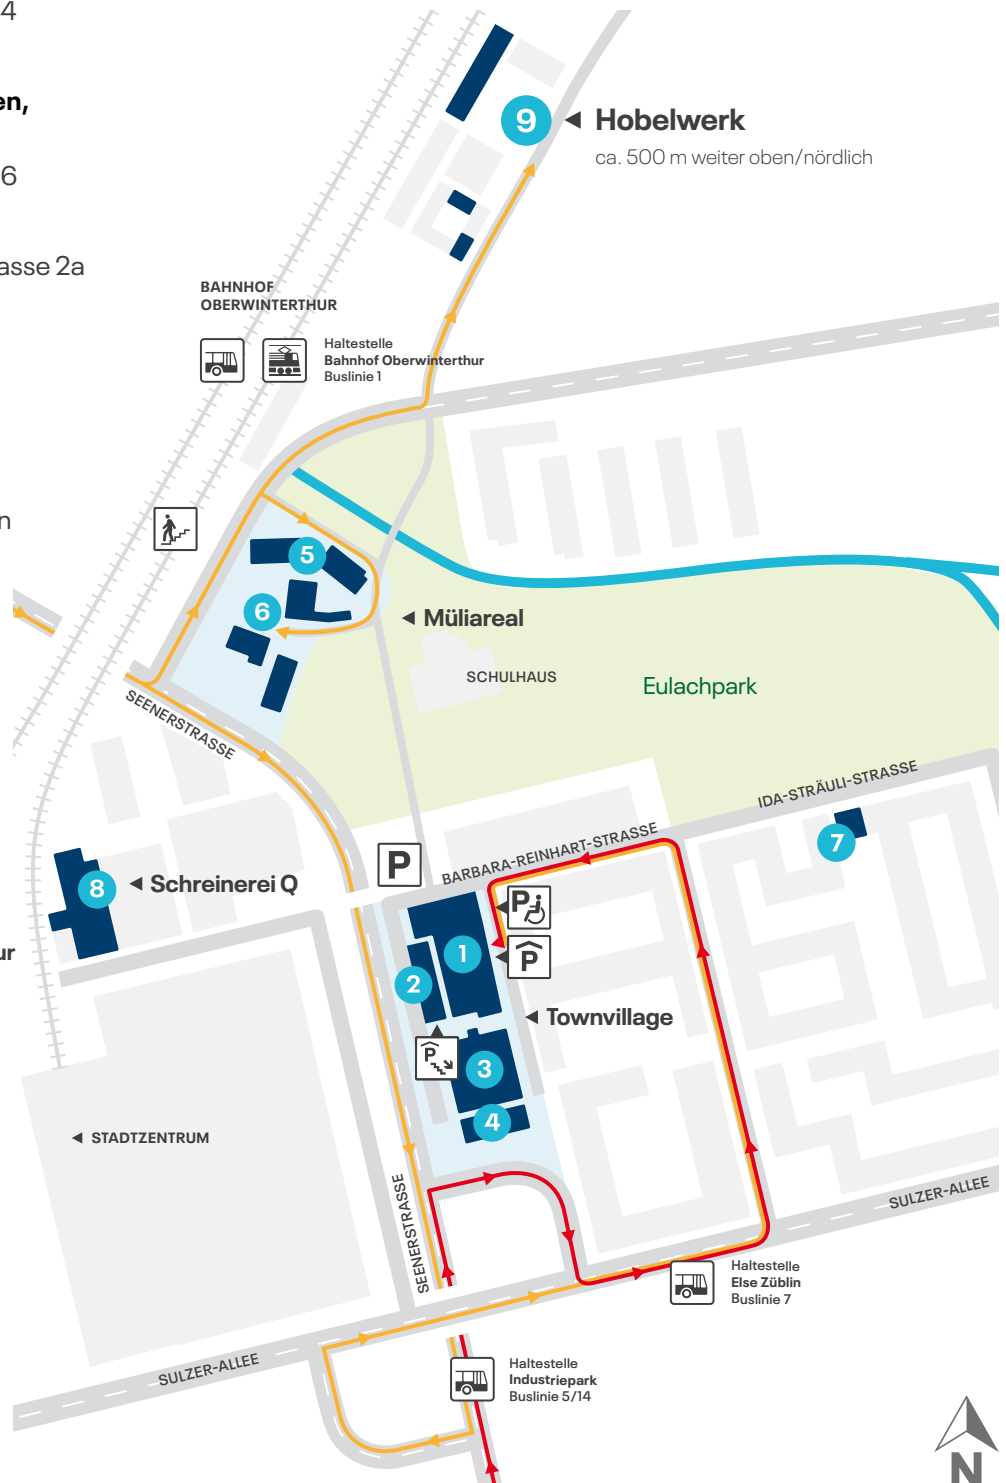 4
en,
6
asse 2a
n
ur
9
Hobelwerk
ca. 500 m weiter oben/nördlich
BAHNHOF
OBERWINTERTHUR
Haltestelle
Bahnhof Oberwinterthur
Buslinie 1
5
6
Müliareal
SCHULHAUS
Eulachpark
SEENERSTRASSE
IDA-STRÄULI-STRASSE
7
BARBARA-REINHART-STRASSE
P
8
Schreinerei Q
P
1
P
2
Townvillage
P
3
4
STADTZENTRUM
SEENERSTRASSE
SULZER-ALLEE
Haltestelle
Else Züblin
Buslinie 7
SULZER-ALLEE
Haltestelle
Industriepark
Buslinie 5/14
N